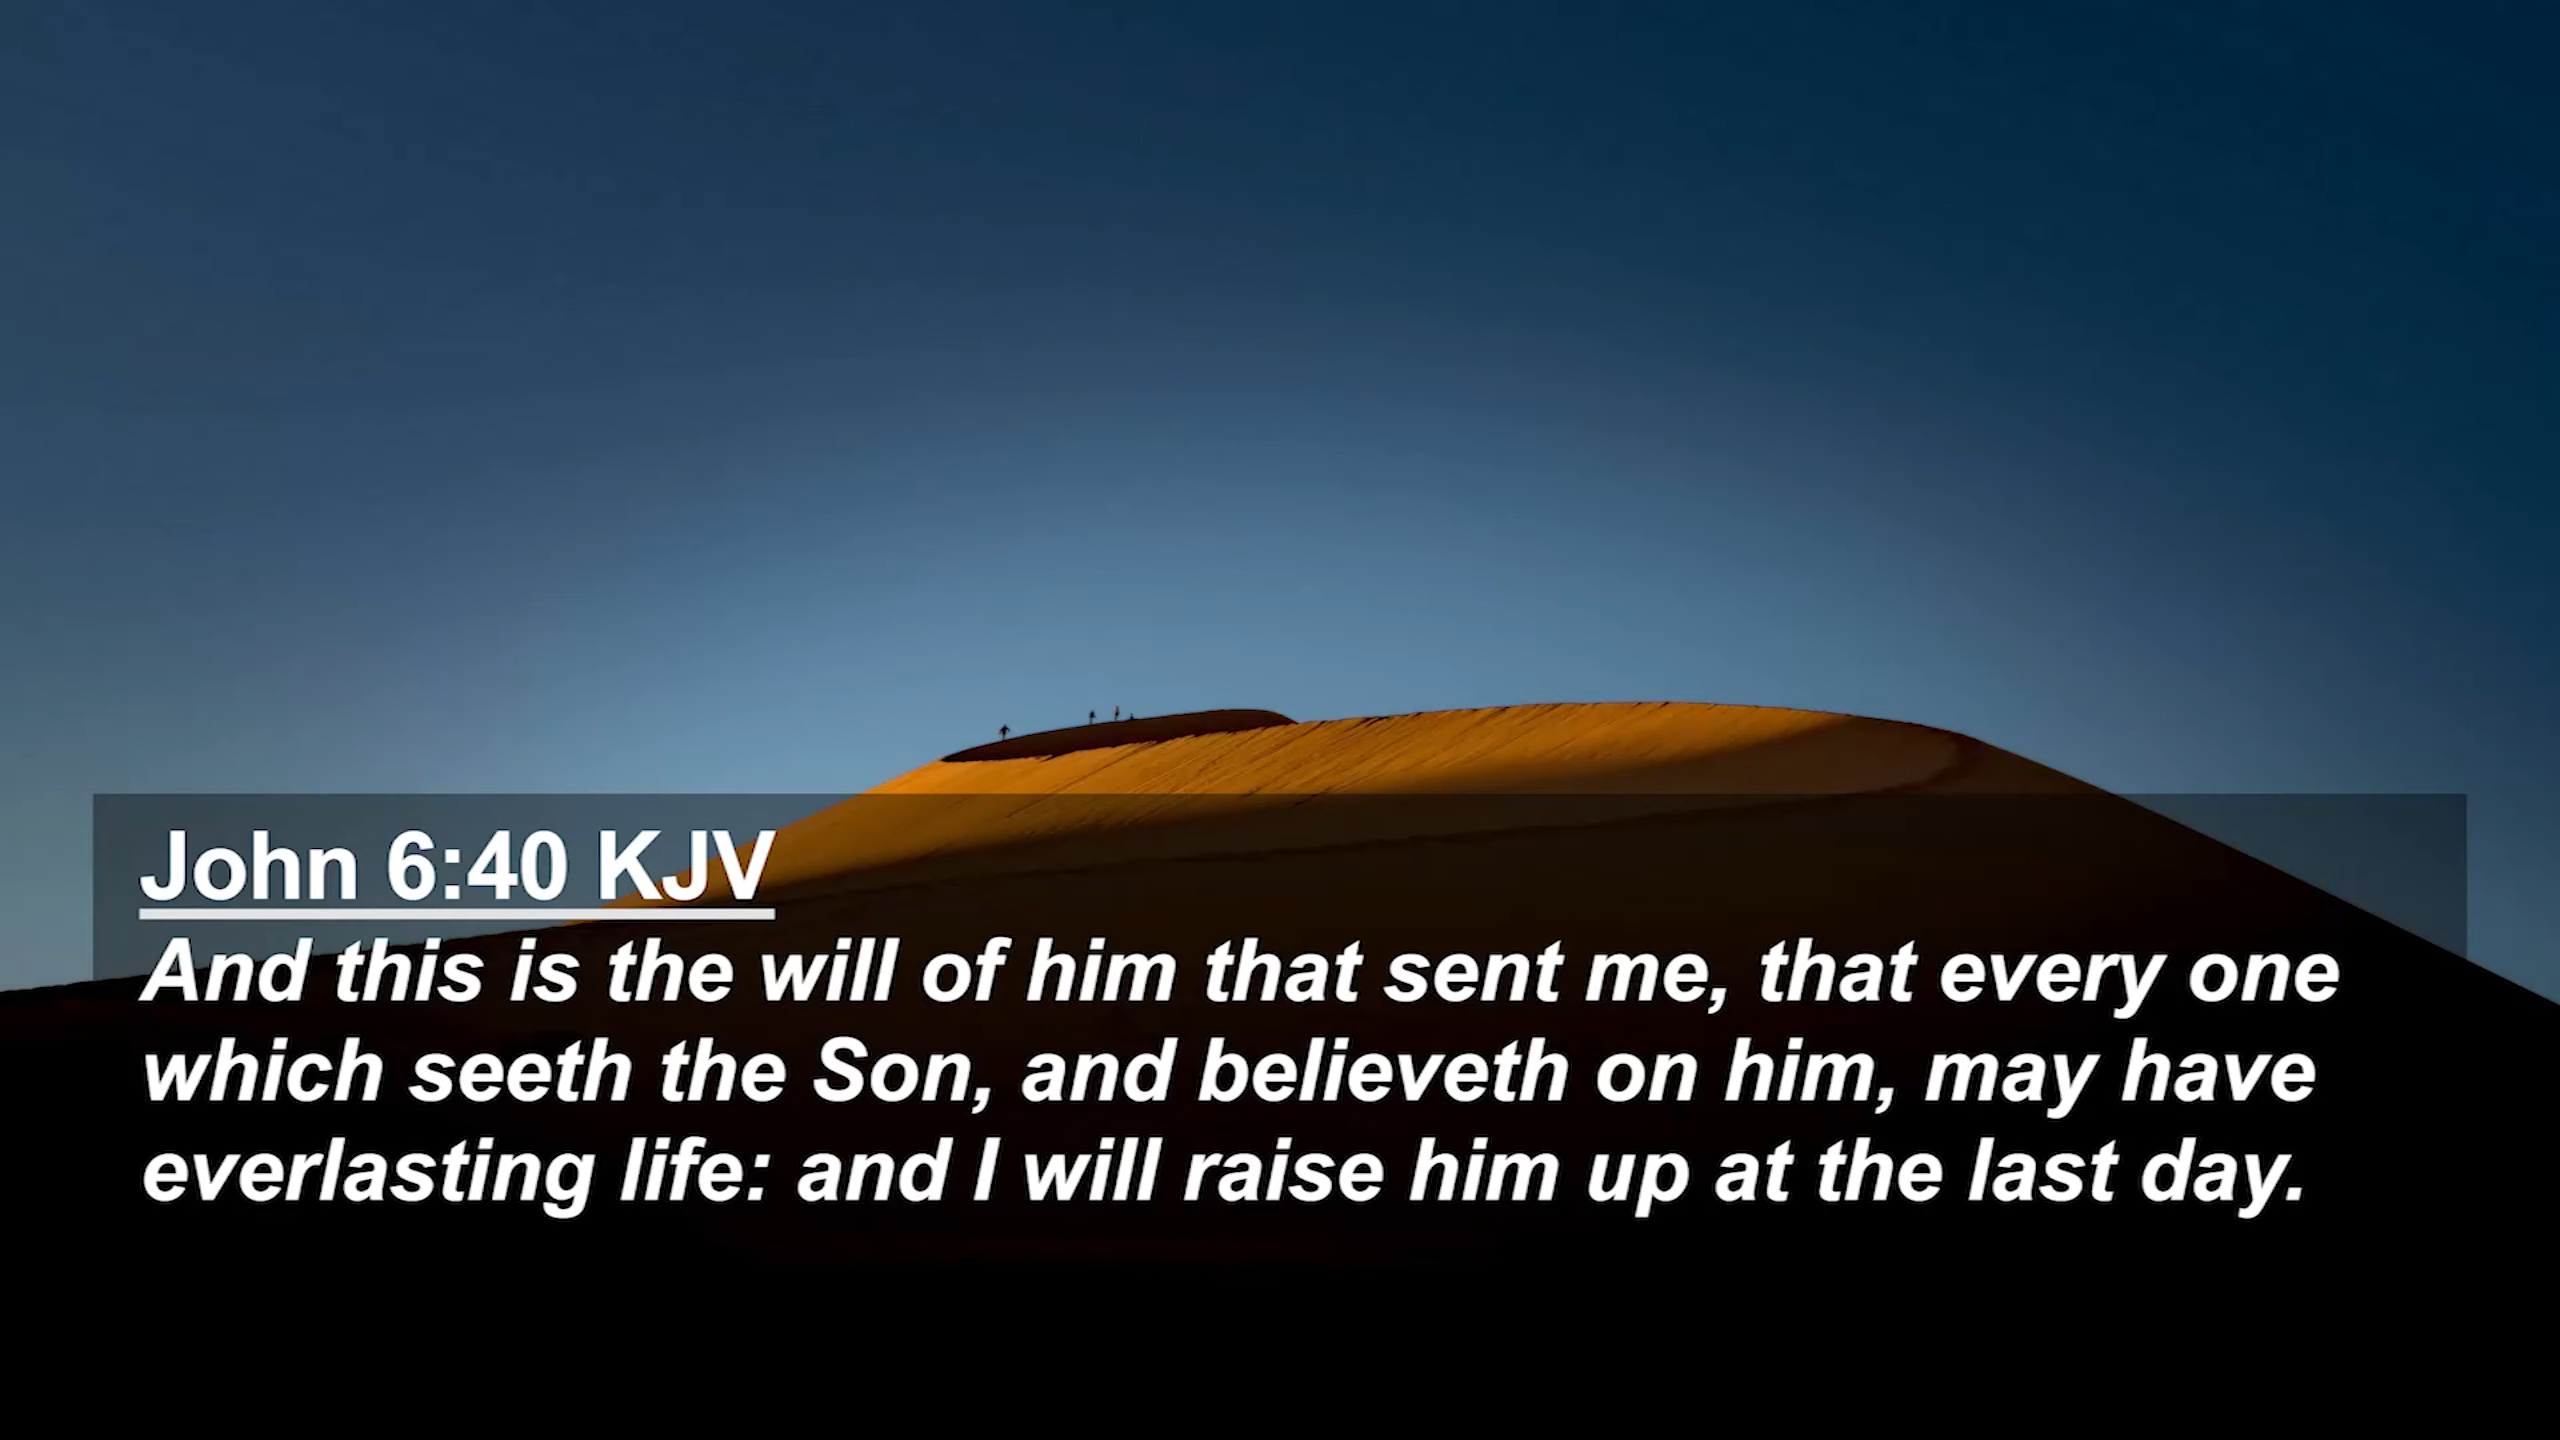 John 6:40 KJV
And this is the will of him that sent me, that every one
which seeth the Son, and believeth on him, may have
everlasting life: and I will raise him up at the last day.